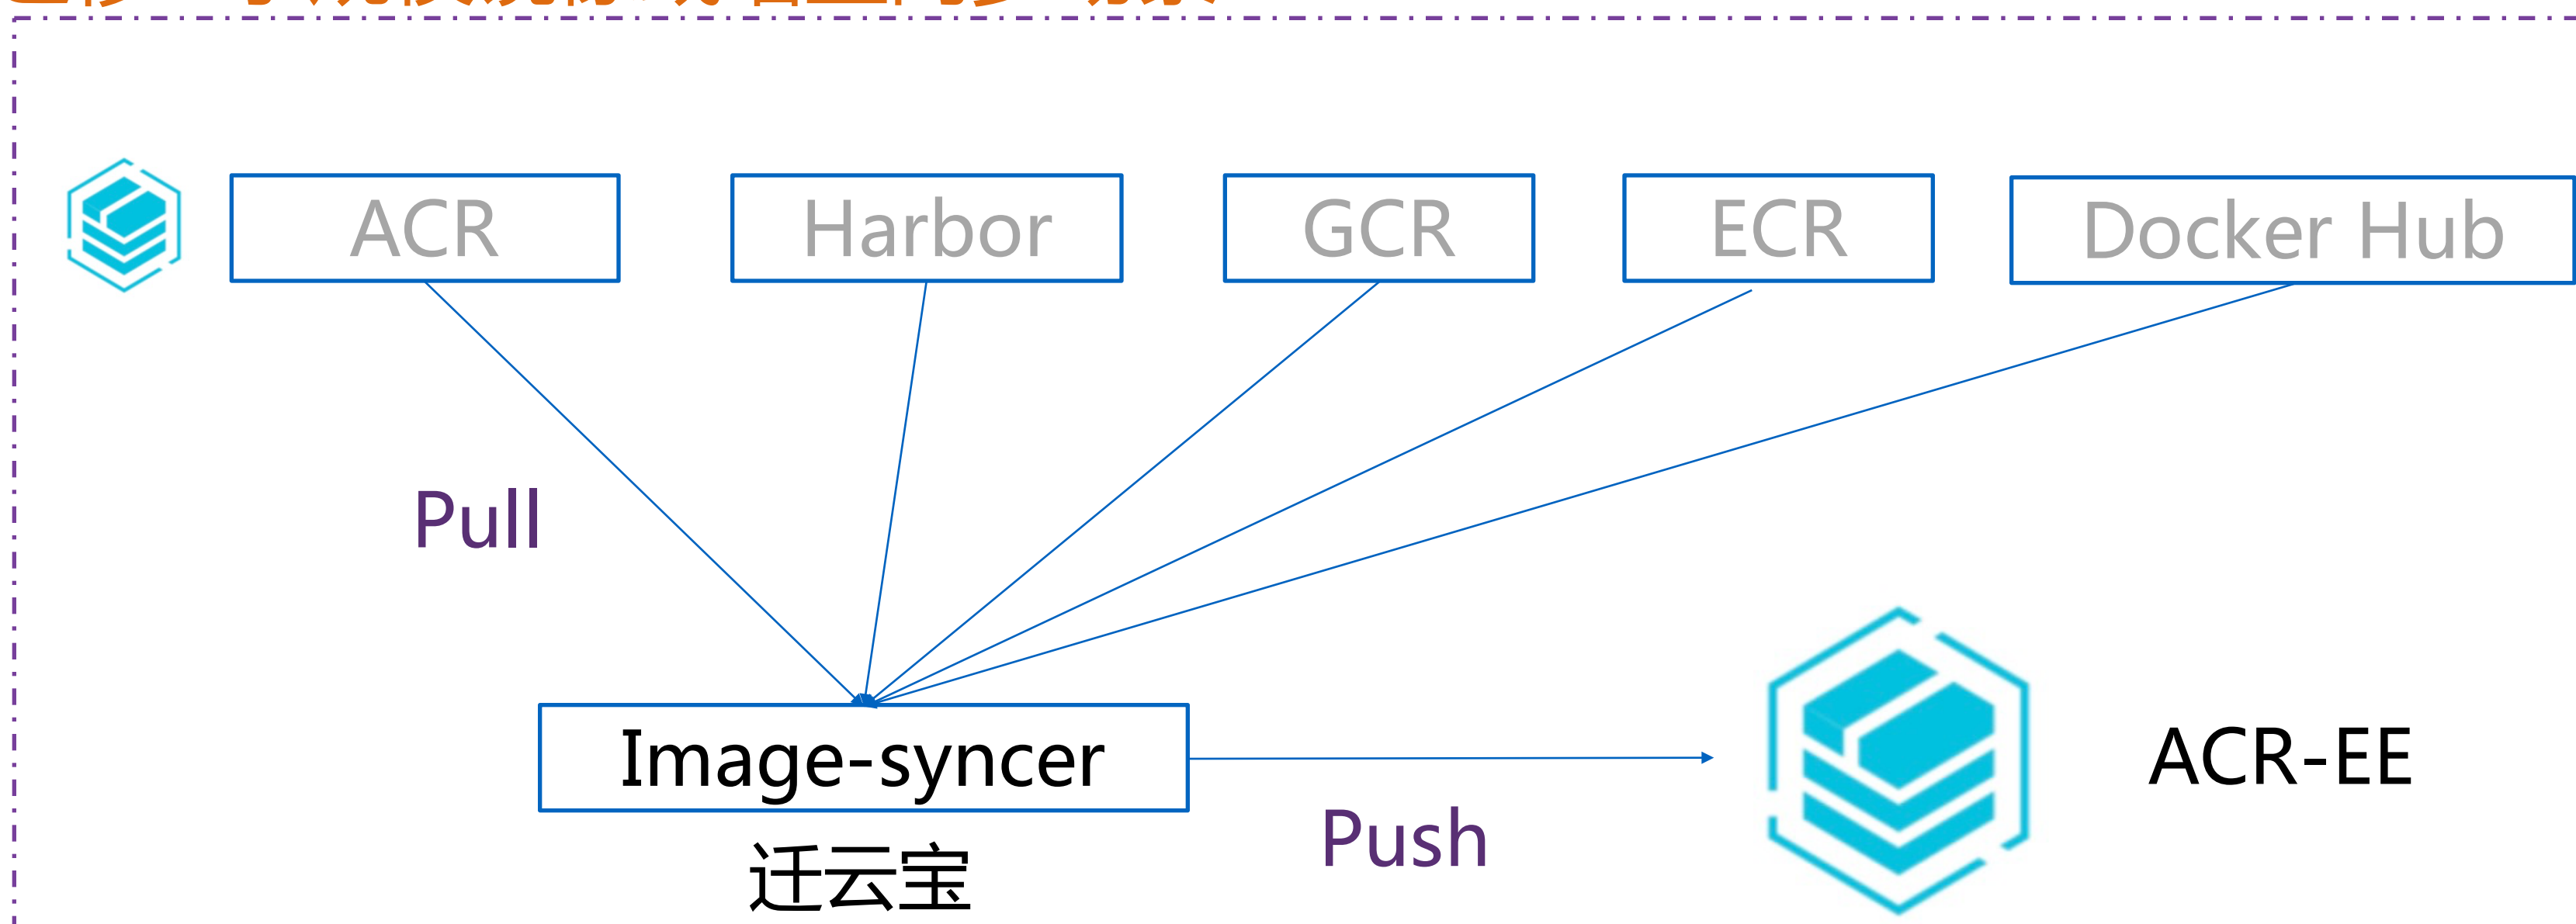 ACR
Harbor
GCR
ECR
Docker Hub
Pull
Image-syncer
ACR-EE
Push
迁云宝